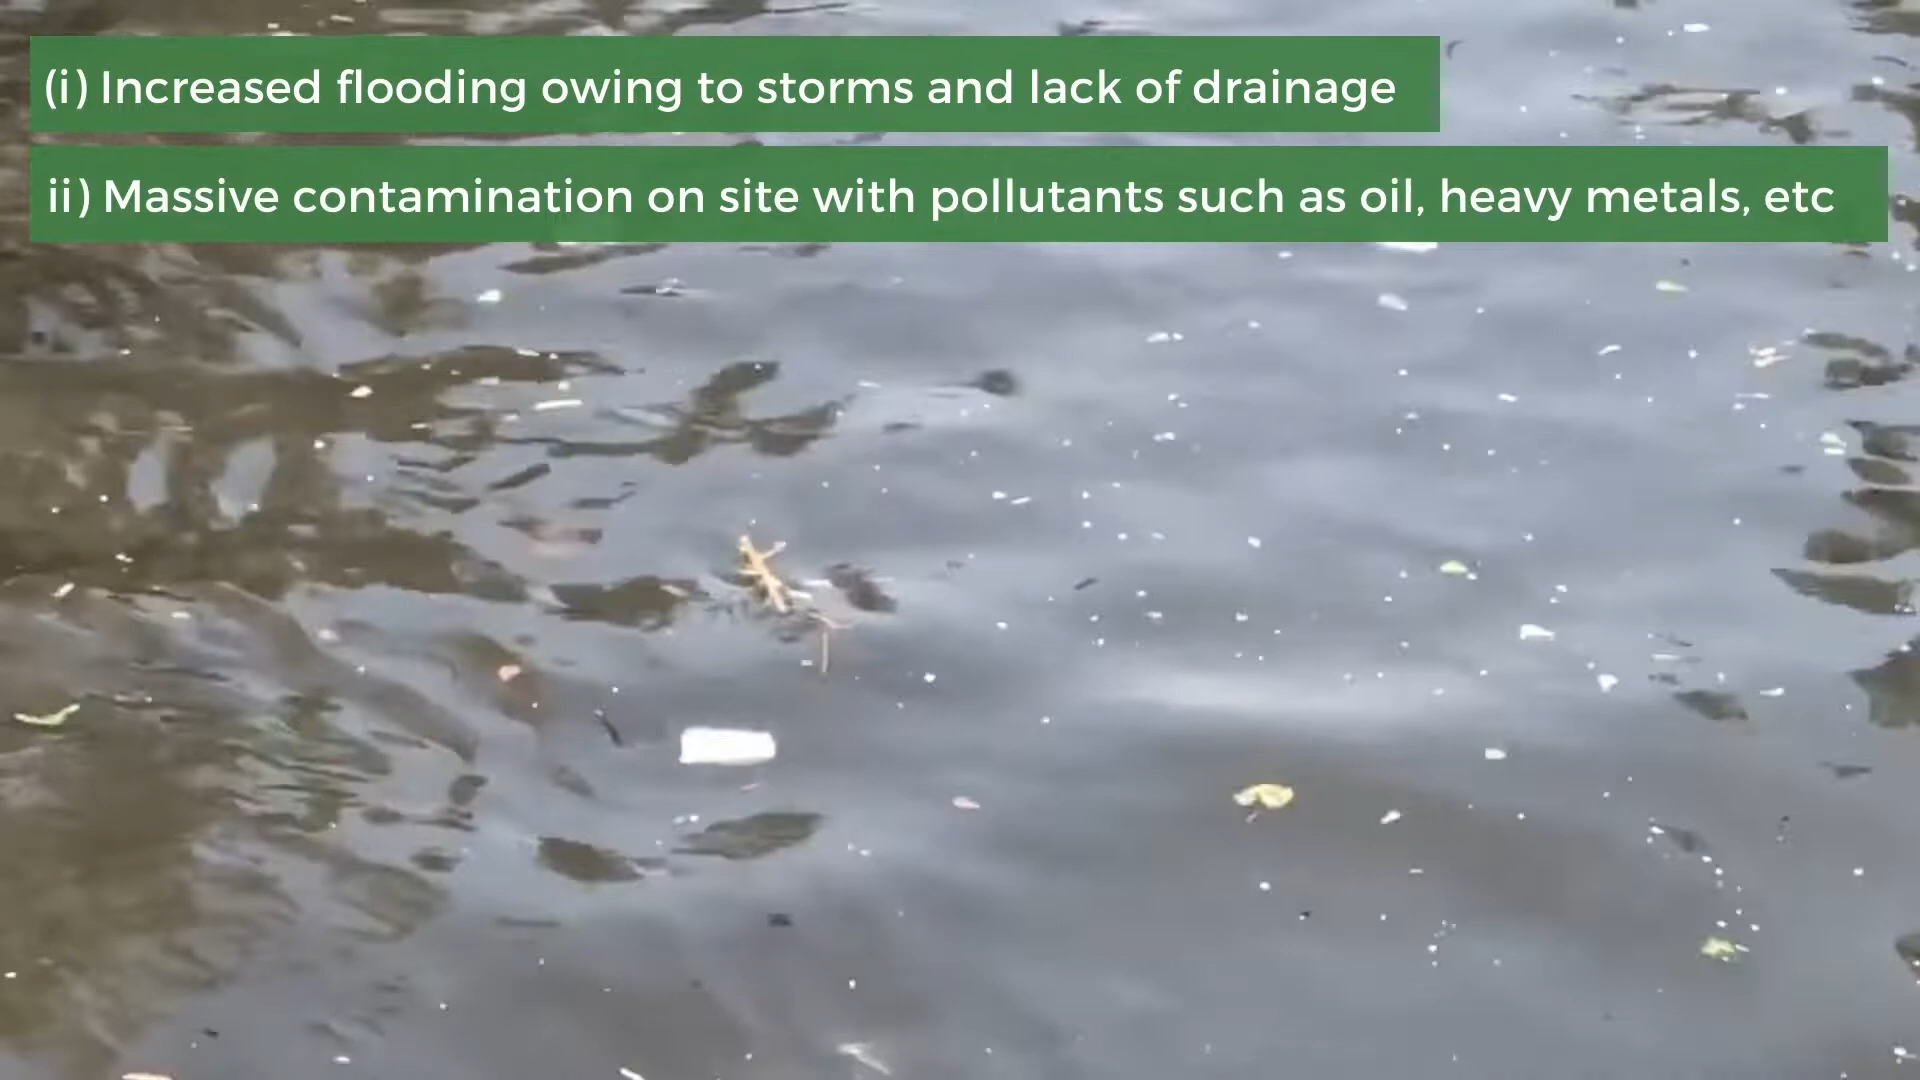 (i) Increased flooding owing to storms and lack of drainage
ii) Massive contamination on site with pollutants such as oil, heavy metals, etc